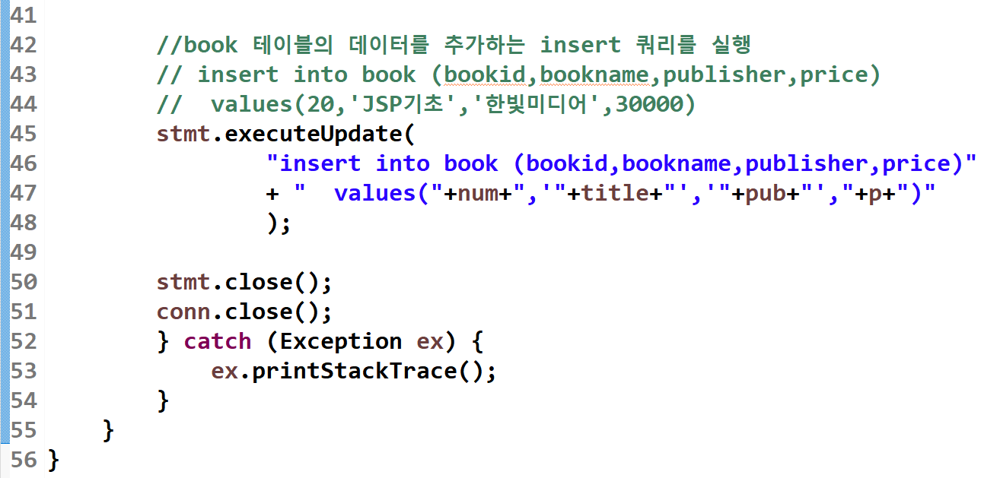 41
42 //book 테이블의 데이터를 추가하는 insert 쿼리를 실행
43 // insert into book (bookid,bookname,publisher,price)
44 //  values(20,'JSP기초','한빛미디어',30000)
45 stmt.executeUpdate(
46 "insert into book (bookid,bookname,publisher,price)"
47 + "  values("+num+",'"+title+"','"+pub+"',"+p+")"
48 );
49
50 stmt.close();
51 conn.close();
52 } catch (Exception ex) {
53 ex.printStackTrace();
54 }
55 }
56 }